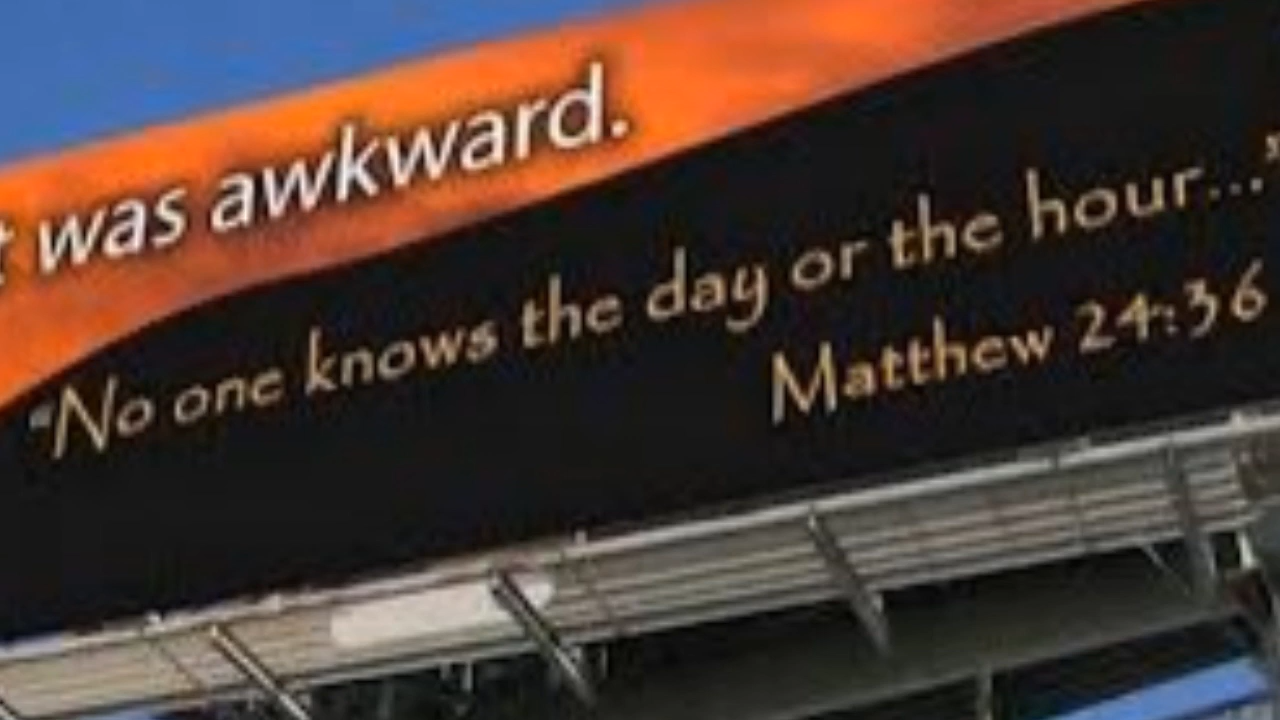 was awkward.
“No one knows the day or the hour...”
Matthew 24:36